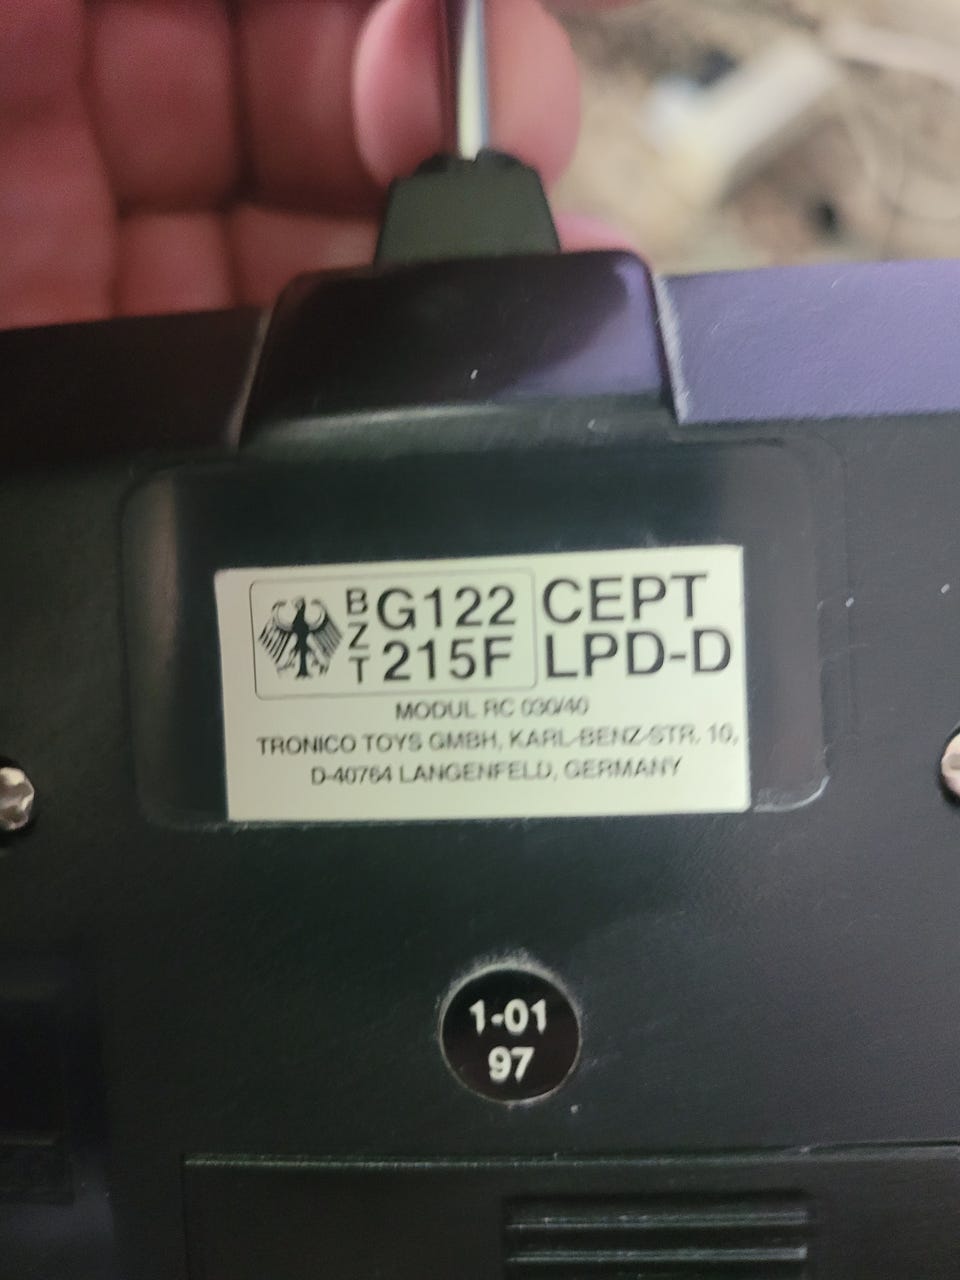 BZT G122 CEPT
215F LPD-D
MODUL RC 030/40
TRONICO TOYS GMBH, KARL-BENZ-STR. 10,
D-40764 LANGENFELD, GERMANY
1-01
97